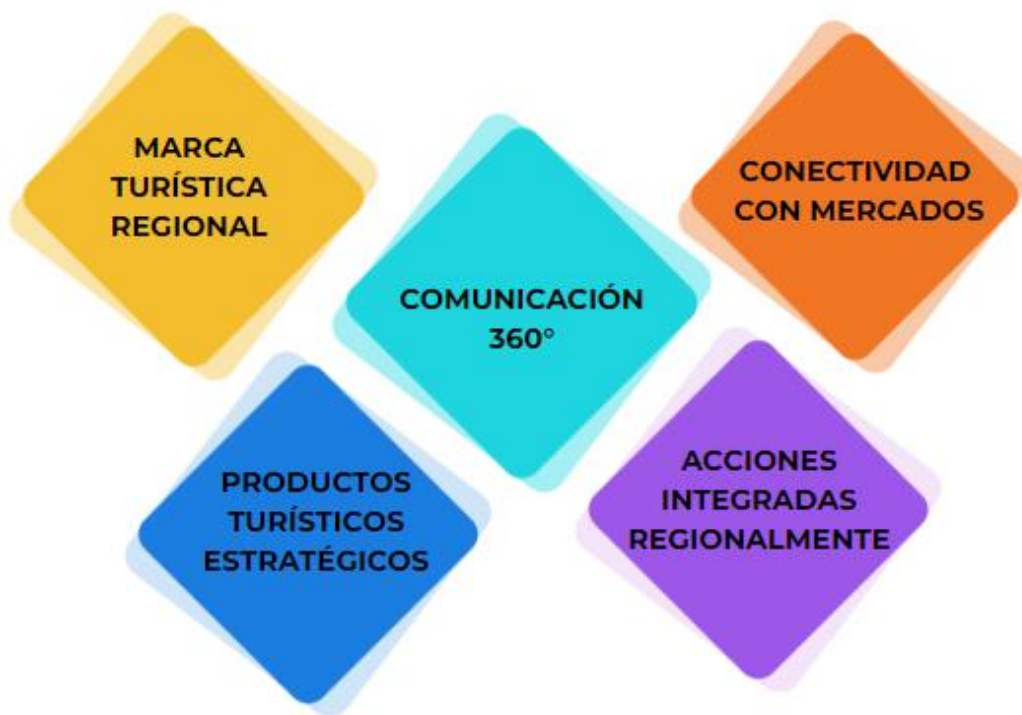 MARCA
TURÍSTICA
REGIONAL
CONECTIVIDAD
CON MERCADOS
COMUNICACIÓN
360°
PRODUCTOS
TURÍSTICOS
ESTRATÉGICOS
ACCIONES
INTEGRADAS
REGIONALMENTE